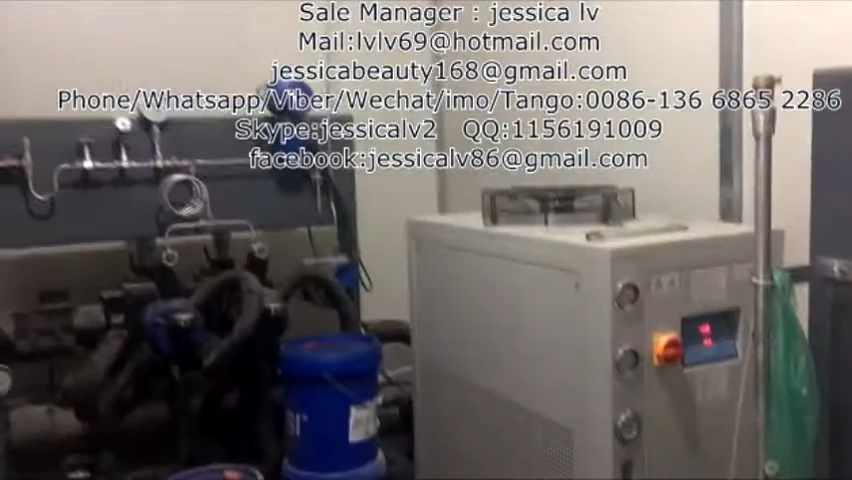 Sale Manager : jessica lv
Mail:lvlv69@hotmail.com
jessicabeauty168@gmail.com
Phone/Whatsapp/Viber/Wechat/imo/Tango:0086-136 6865 2286
Skype:jessicalv2 QQ:1156191009
facebook:jessicalv86@gmail.com